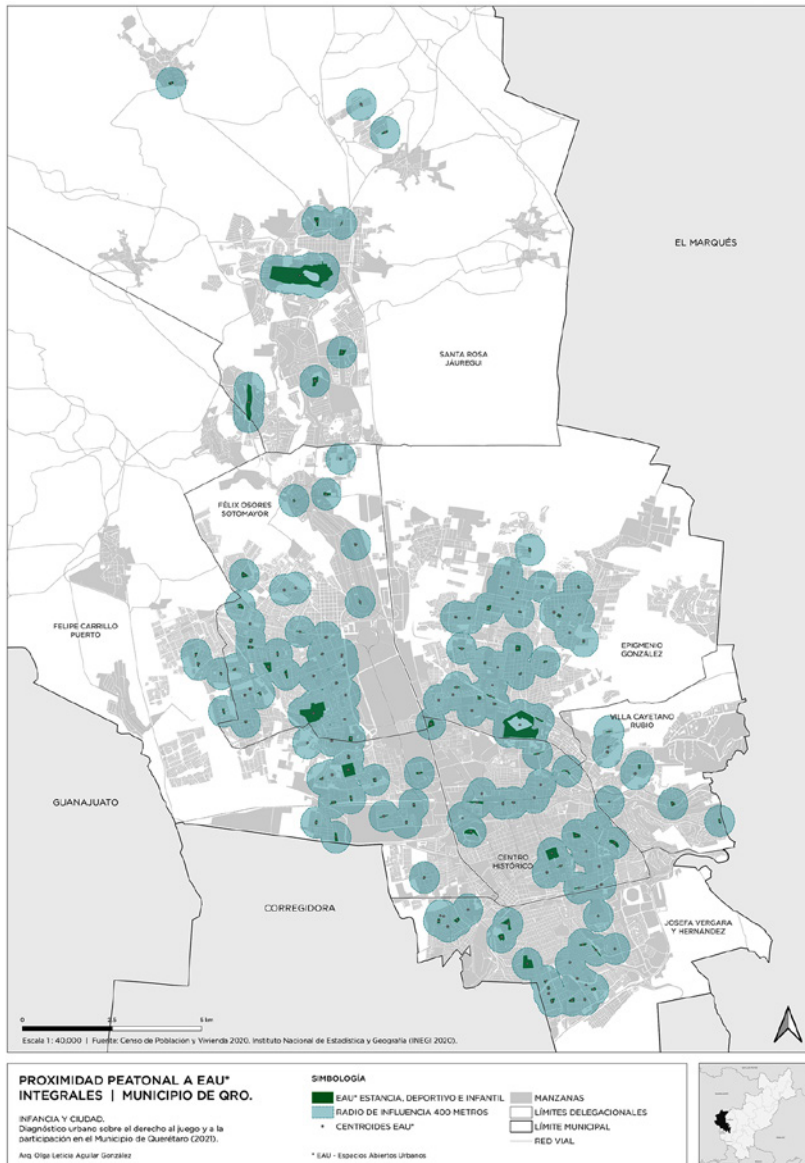 EL MARQUÉS
SANTA ROSA
JÁUREGUI
FÉLIX OSORES
SOTOMAYOR
FELIPE CARRILLO
PUERTO
EPIGMENIO
GONZÁLEZ
VILLA CAYETANO
RUBIO
GUANAJUATO
CENTRO
HISTÓRICO
CORREGIDORA
JOSEFA VERGARA
Y HERNÁNDEZ
0 2.5 5 km
Escala 1: 40,000 | Fuente: Censo de Población y Vivienda 2020. Instituto Nacional de Estadística y Geografía (INEGI 2020).
PROXIMIDAD PEATONAL A EAU*
INTEGRALES | MUNICIPIO DE QRO.
INFANCIA Y CIUDAD.
Diagnóstico urbano sobre el derecho al juego y a la
participación en el Municipio de Querétaro (2021).
Arq. Olga Leticia Aguilar González
SIMBOLOGÍA
EAU* ESTANCIA, DEPORTIVO E INFANTIL
RADIO DE INFLUENCIA 400 METROS
CENTROIDES EAU*
* EAU - Espacios Abiertos Urbanos
MANZANAS
LÍMITES DELEGACIONALES
LÍMITE MUNICIPAL
RED VIAL